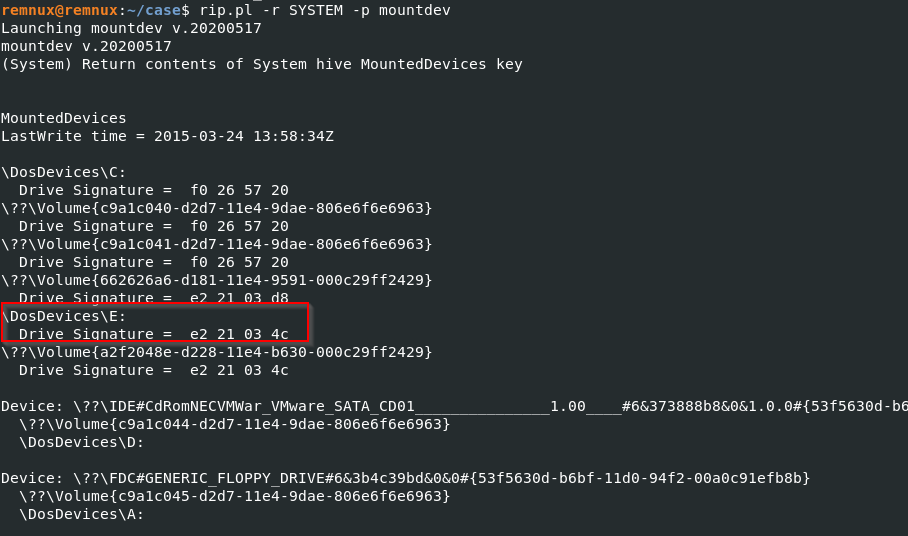 remnux@remnux:~/case$ rip.pl -r SYSTEM -p mountdev
Launching mountdev v.20200517
mountdev v.20200517
(System) Return contents of System hive MountedDevices key
MountedDevices
LastWrite time = 2015-03-24 13:58:34Z
\DosDevices\C:
Drive Signature =  f0 26 57 20
\??\Volume{c9a1c040-d2d7-11e4-9dae-806e6f6e6963}
Drive Signature =  f0 26 57 20
\??\Volume{c9a1c041-d2d7-11e4-9dae-806e6f6e6963}
Drive Signature =  f0 26 57 20
\??\Volume{662626a6-d181-11e4-9591-000c29ff2429}
Drive Signature =  e2 21 03 d8
\DosDevices\E:
Drive Signature =  e2 21 03 4c
\??\Volume{a2f2048e-d228-11e4-b630-000c29ff2429}
Drive Signature =  e2 21 03 4c
Device: \??\IDE#CdRomNECVMWar_VMware_SATA_CD01_______________1.00____#6&373888b8&0&1.0.0#{53f5630d-b6
\??\Volume{c9a1c044-d2d7-11e4-9dae-806e6f6e6963}
\DosDevices\D:
Device: \??\FDC#GENERIC_FLOPPY_DRIVE#6&3b4c39bd&0&0#{53f5630d-b6bf-11d0-94f2-00a0c91efb8b}
\??\Volume{c9a1c045-d2d7-11e4-9dae-806e6f6e6963}
\DosDevices\A: